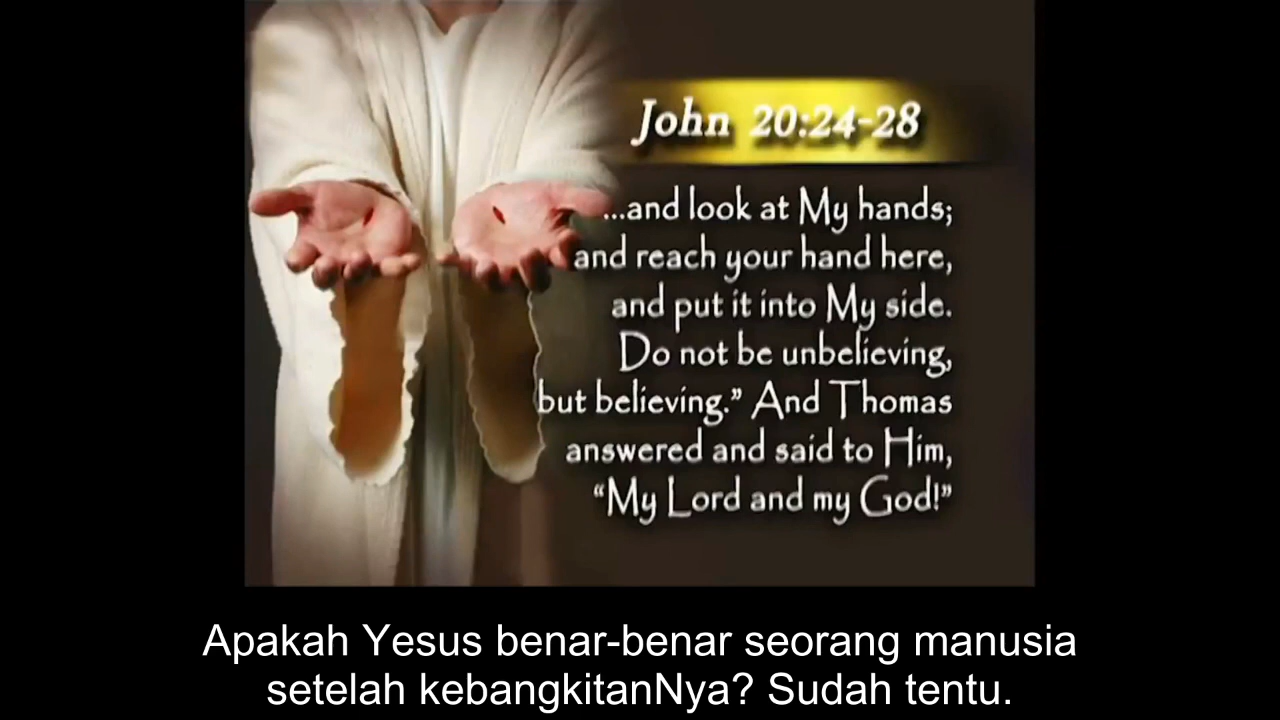 John 20:24-28
...and look at My hands;
and reach your hand here,
and put it into My side.
Do not be unbelieving,
but believing.” And Thomas
answered and said to Him,
“My Lord and my God!”
Apakah Yesus benar-benar seorang manusia
setelah kebangkitanNya? Sudah tentu.